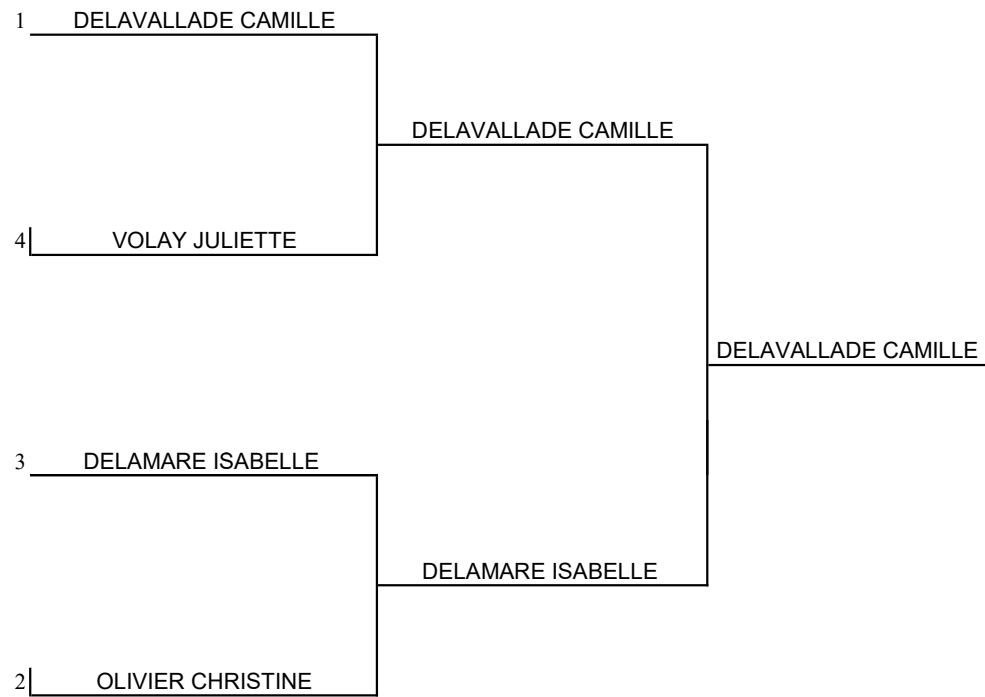 1 DELAVALLADE CAMILLE
DELAVALLADE CAMILLE
4 VOLAY JULIETTE
DELAVALLADE CAMILLE
3 DELAMARE ISABELLE
DELAMARE ISABELLE
2 OLIVIER CHRISTINE